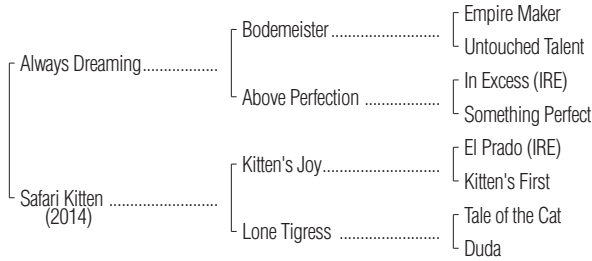 Empire Maker
Bodemeister..........................
Untouched Talent
Always Dreaming..................
In Excess (IRE)
Above Perfection ..................
Something Perfect
El Prado (IRE)
Kitten's Joy............................
Kitten's First
Safari Kitten ..........................
(2014)
Tale of the Cat
Lone Tigress ........................
Duda